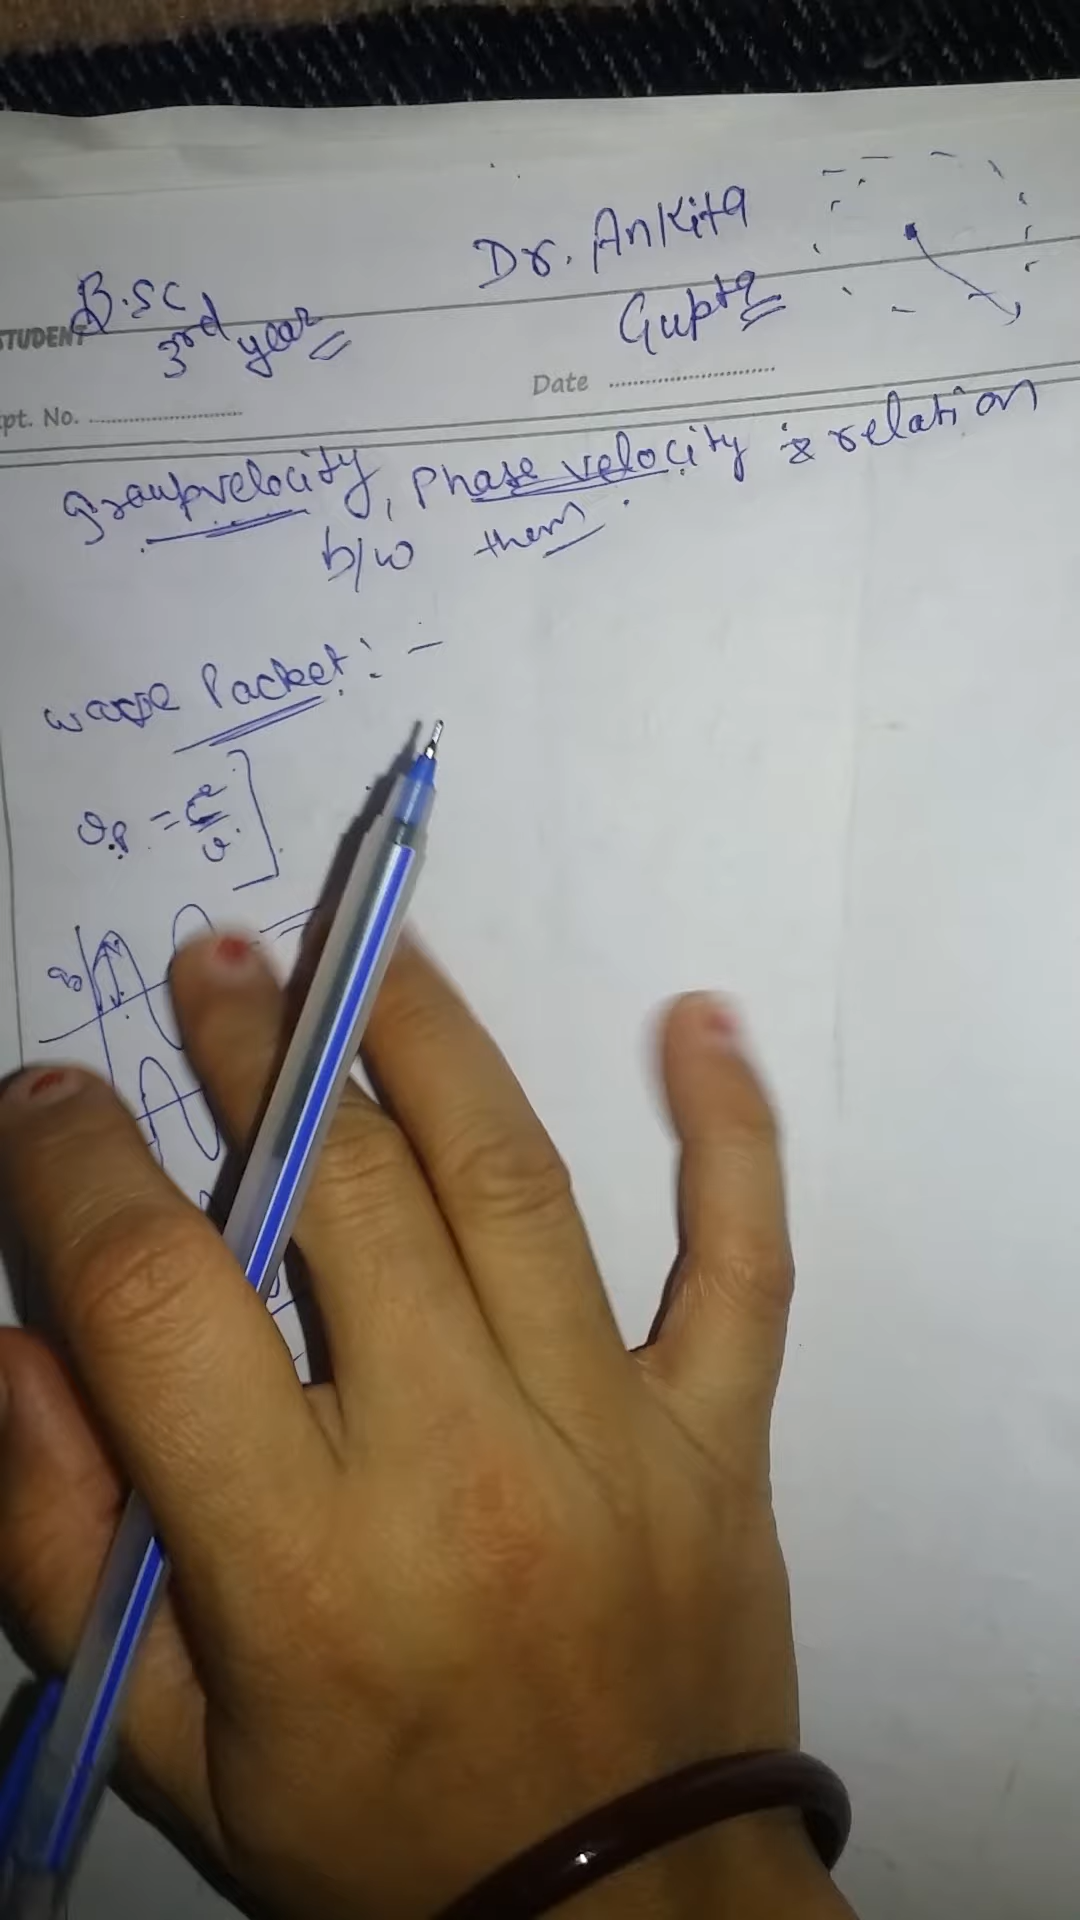 B.SC
3rd year
Dr. Ankita
Gupta
STUDENT
pt. No. ..........................
Date ..........................
groupvelocity, Phase velocity & relation
b/w them.
wave Packet :-